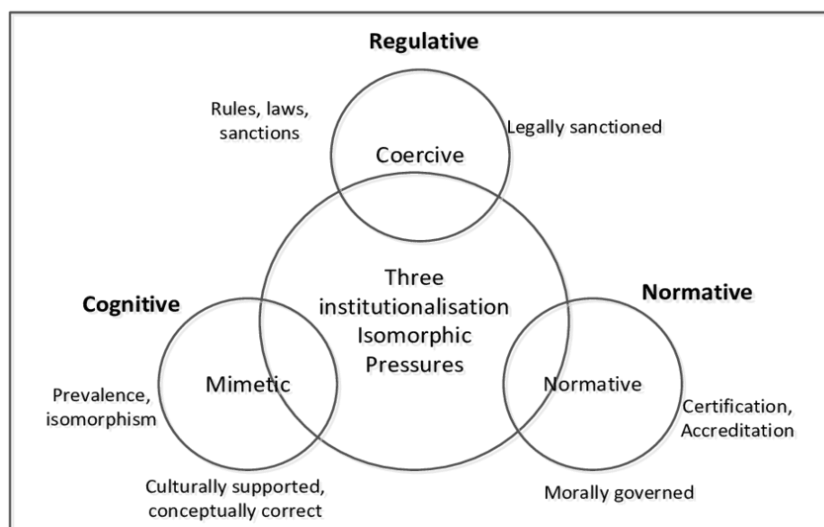 Regulative
Rules, laws,
sanctions
Legally sanctioned
Coercive
Three
institutionalisation
Isomorphic
Pressures
Cognitive
Normative
Mimetic
Normative
Prevalence,
isomorphism
Certification,
Accreditation
Culturally supported,
conceptually correct
Morally governed